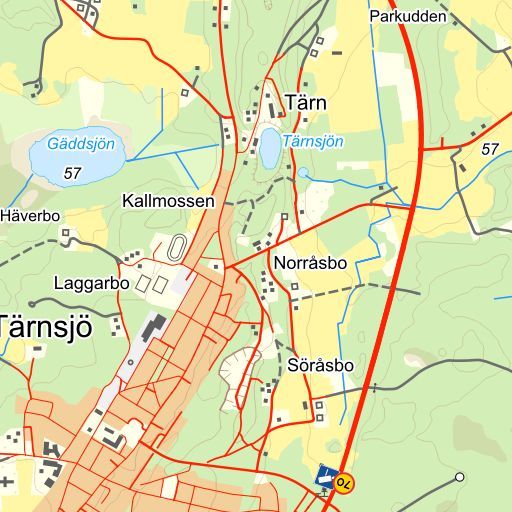 Parkudden
Tärn
Gäddsjön
Tärnsjön
57
57
Kallmossen
Häverbo
Norråsbo
Laggarbo
Tärnsjö
Söråsbo
70